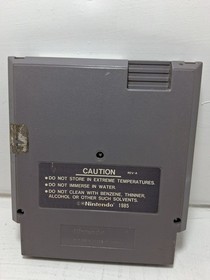 CAUTION
• DO NOT STORE IN EXTREME TEMPERATURES.
• DO NOT IMMERSE IN WATER.
• DO NOT CLEAN WITH BENZENE, THINNER,
ALCOHOL OR OTHER SUCH SOLVENTS.
©Nintendo 1985